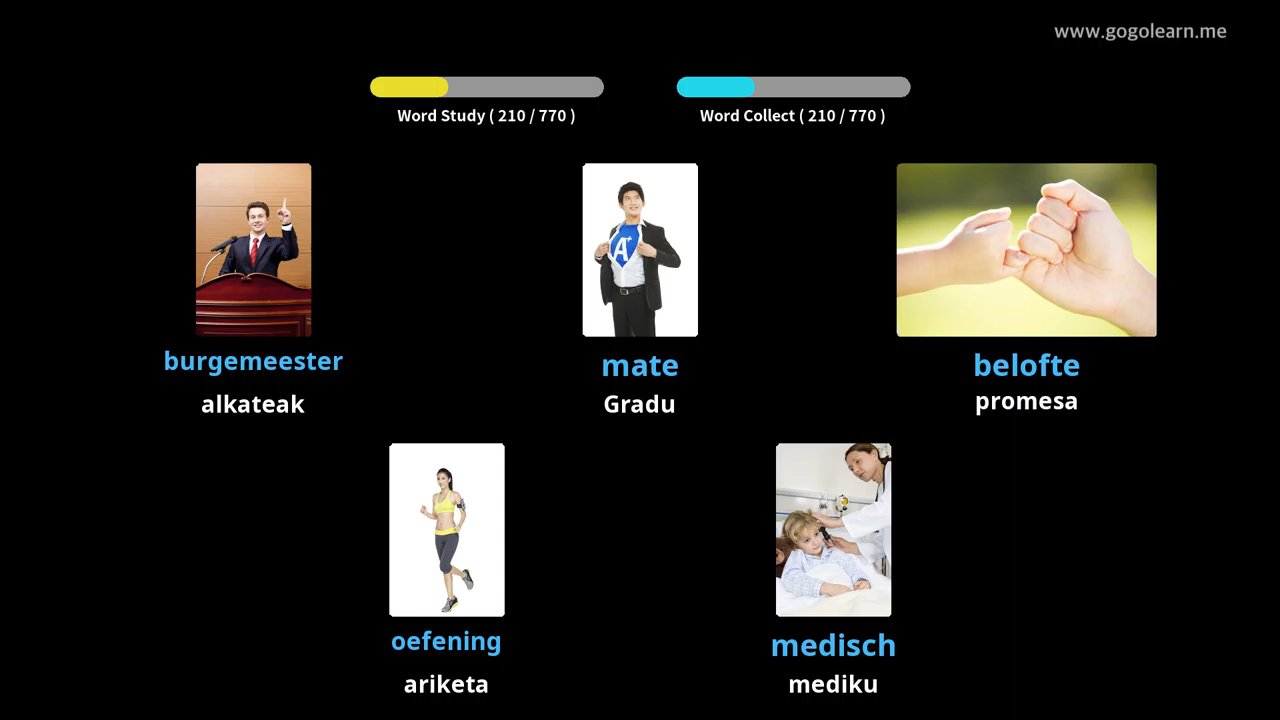 www.gogolearn.me
Word Study ( 210 / 770 )
Word Collect ( 210 / 770 )
A+
burgemeester
alkateak
mate
Gradu
belofte
promesa
oefening
ariketa
medisch
mediku